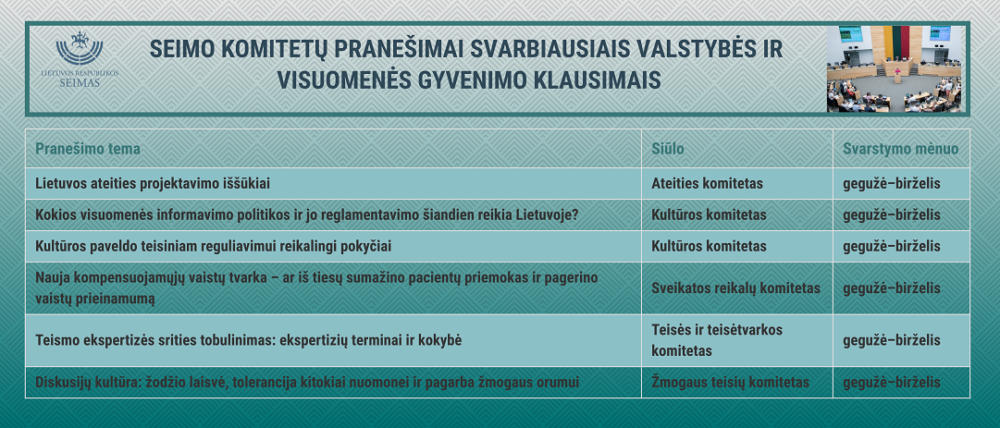 LIETUVOS RESPUBLIKOS
SEIMAS
SEIMO KOMITETŲ PRANEŠIMAI SVARBIAUSIAIS VALSTYBĖS IR
VISUOMENĖS GYVENIMO KLAUSIMAIS
Pranešimo tema Siūlo Svarstymo mėnuo
Lietuvos ateities projektavimo iššūkiai Ateities komitetas gegužė–birželis
Kokios visuomenės informavimo politikos ir jo reglamentavimo šiandien reikia Lietuvoje? Kultūros komitetas gegužė–birželis
Kultūros paveldo teisiniam reguliavimui reikalingi pokyčiai Kultūros komitetas gegužė–birželis
Nauja kompensuojamųjų vaistų tvarka – ar iš tiesų sumažino pacientų priemokas ir pagerino
vaistų prieinamumą
Sveikatos reikalų komitetas gegužė–birželis
Teismo ekspertizės srities tobulinimas: ekspertizių terminai ir kokybė
Teisės ir teisėtvarkos
komitetas
gegužė–birželis
Diskusijų kultūra: žodžio laisvė, tolerancija kitokiai nuomonei ir pagarba žmogaus orumui Žmogaus teisių komitetas gegužė–birželis